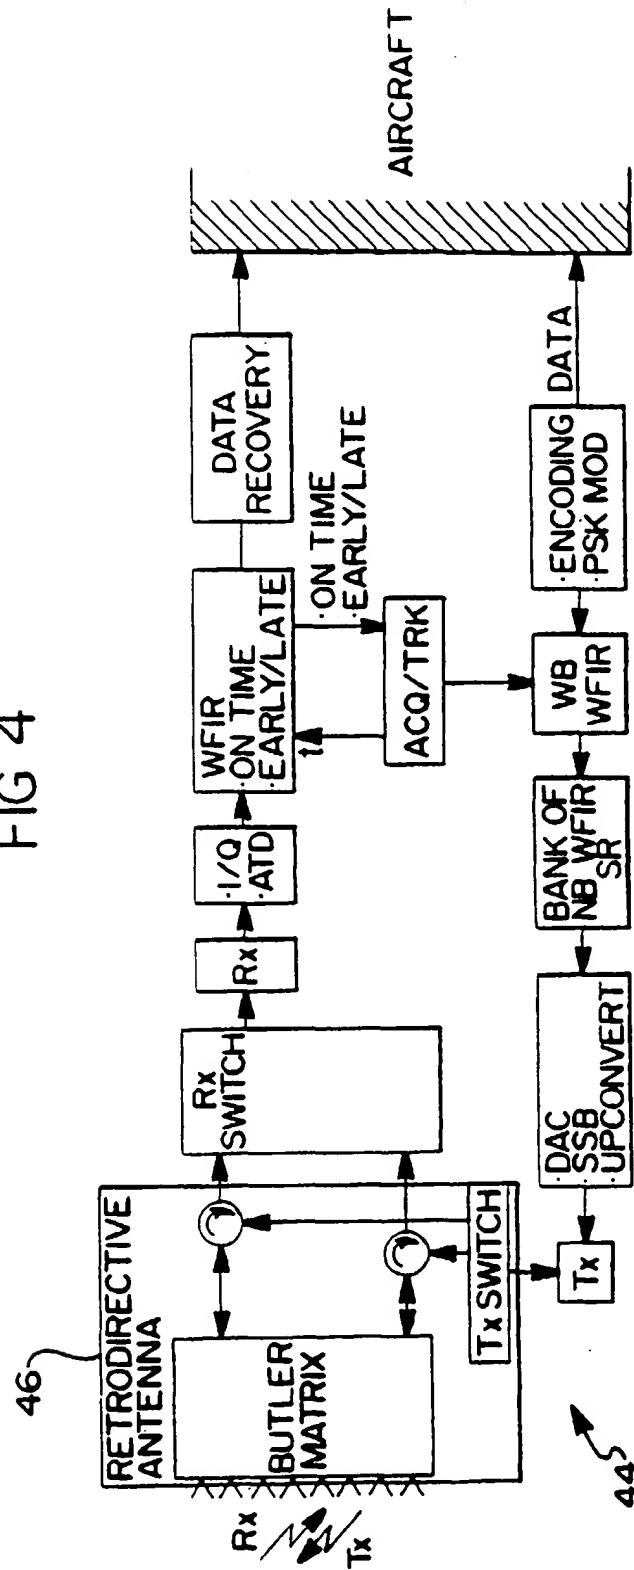 FIG 4
46
RETRODIRECTIVE
ANTENNA
BUTLER
MATRIX
Rx
Tx
Rx
SWITCH
Tx SWITCH
Rx
·I/Q
·ATD
WFIR
·ON TIME
·EARLY/LATE
t
·ON TIME
·EARLY/LATE
ACQ/TRK
DATA
RECOVERY
AIRCRAFT
Tx
·DAC
·SSB
·UPCONVERT
BANK OF
NB WFIR
SR
WB
WFIR
·ENCODING
·PSK MOD
DATA
44